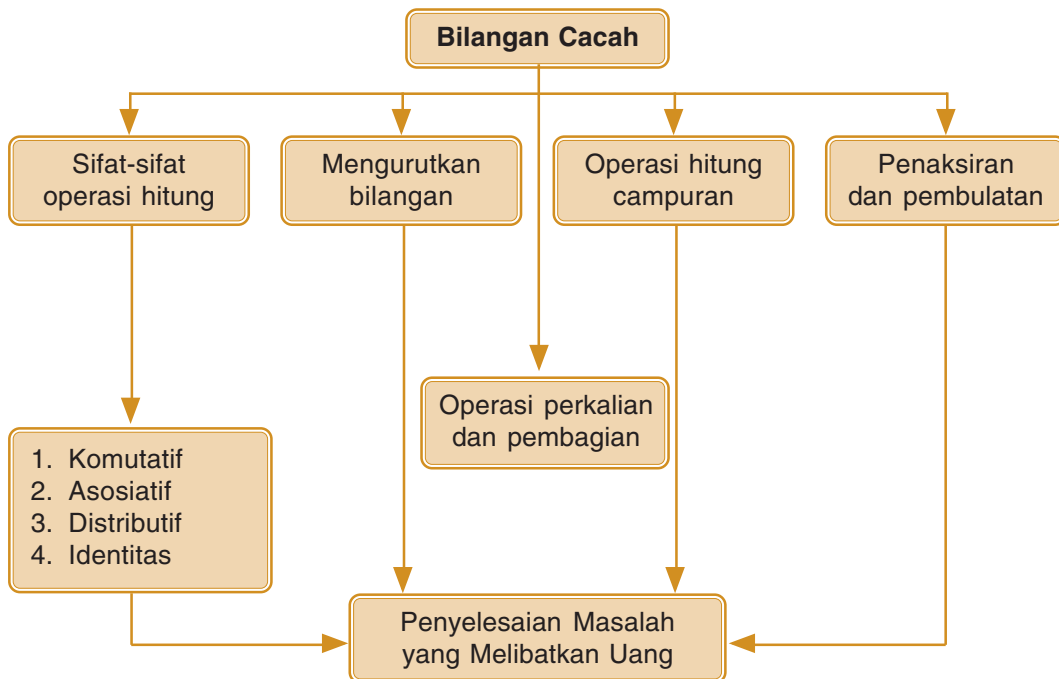 Bilangan Cacah
Sifat-sifat
operasi hitung
Mengurutkan
bilangan
Operasi hitung
campuran
Penaksiran
dan pembulatan
Operasi perkalian
dan pembagian
1. Komutatif
2. Asosiatif
3. Distributif
4. Identitas
Penyelesaian Masalah
yang Melibatkan Uang